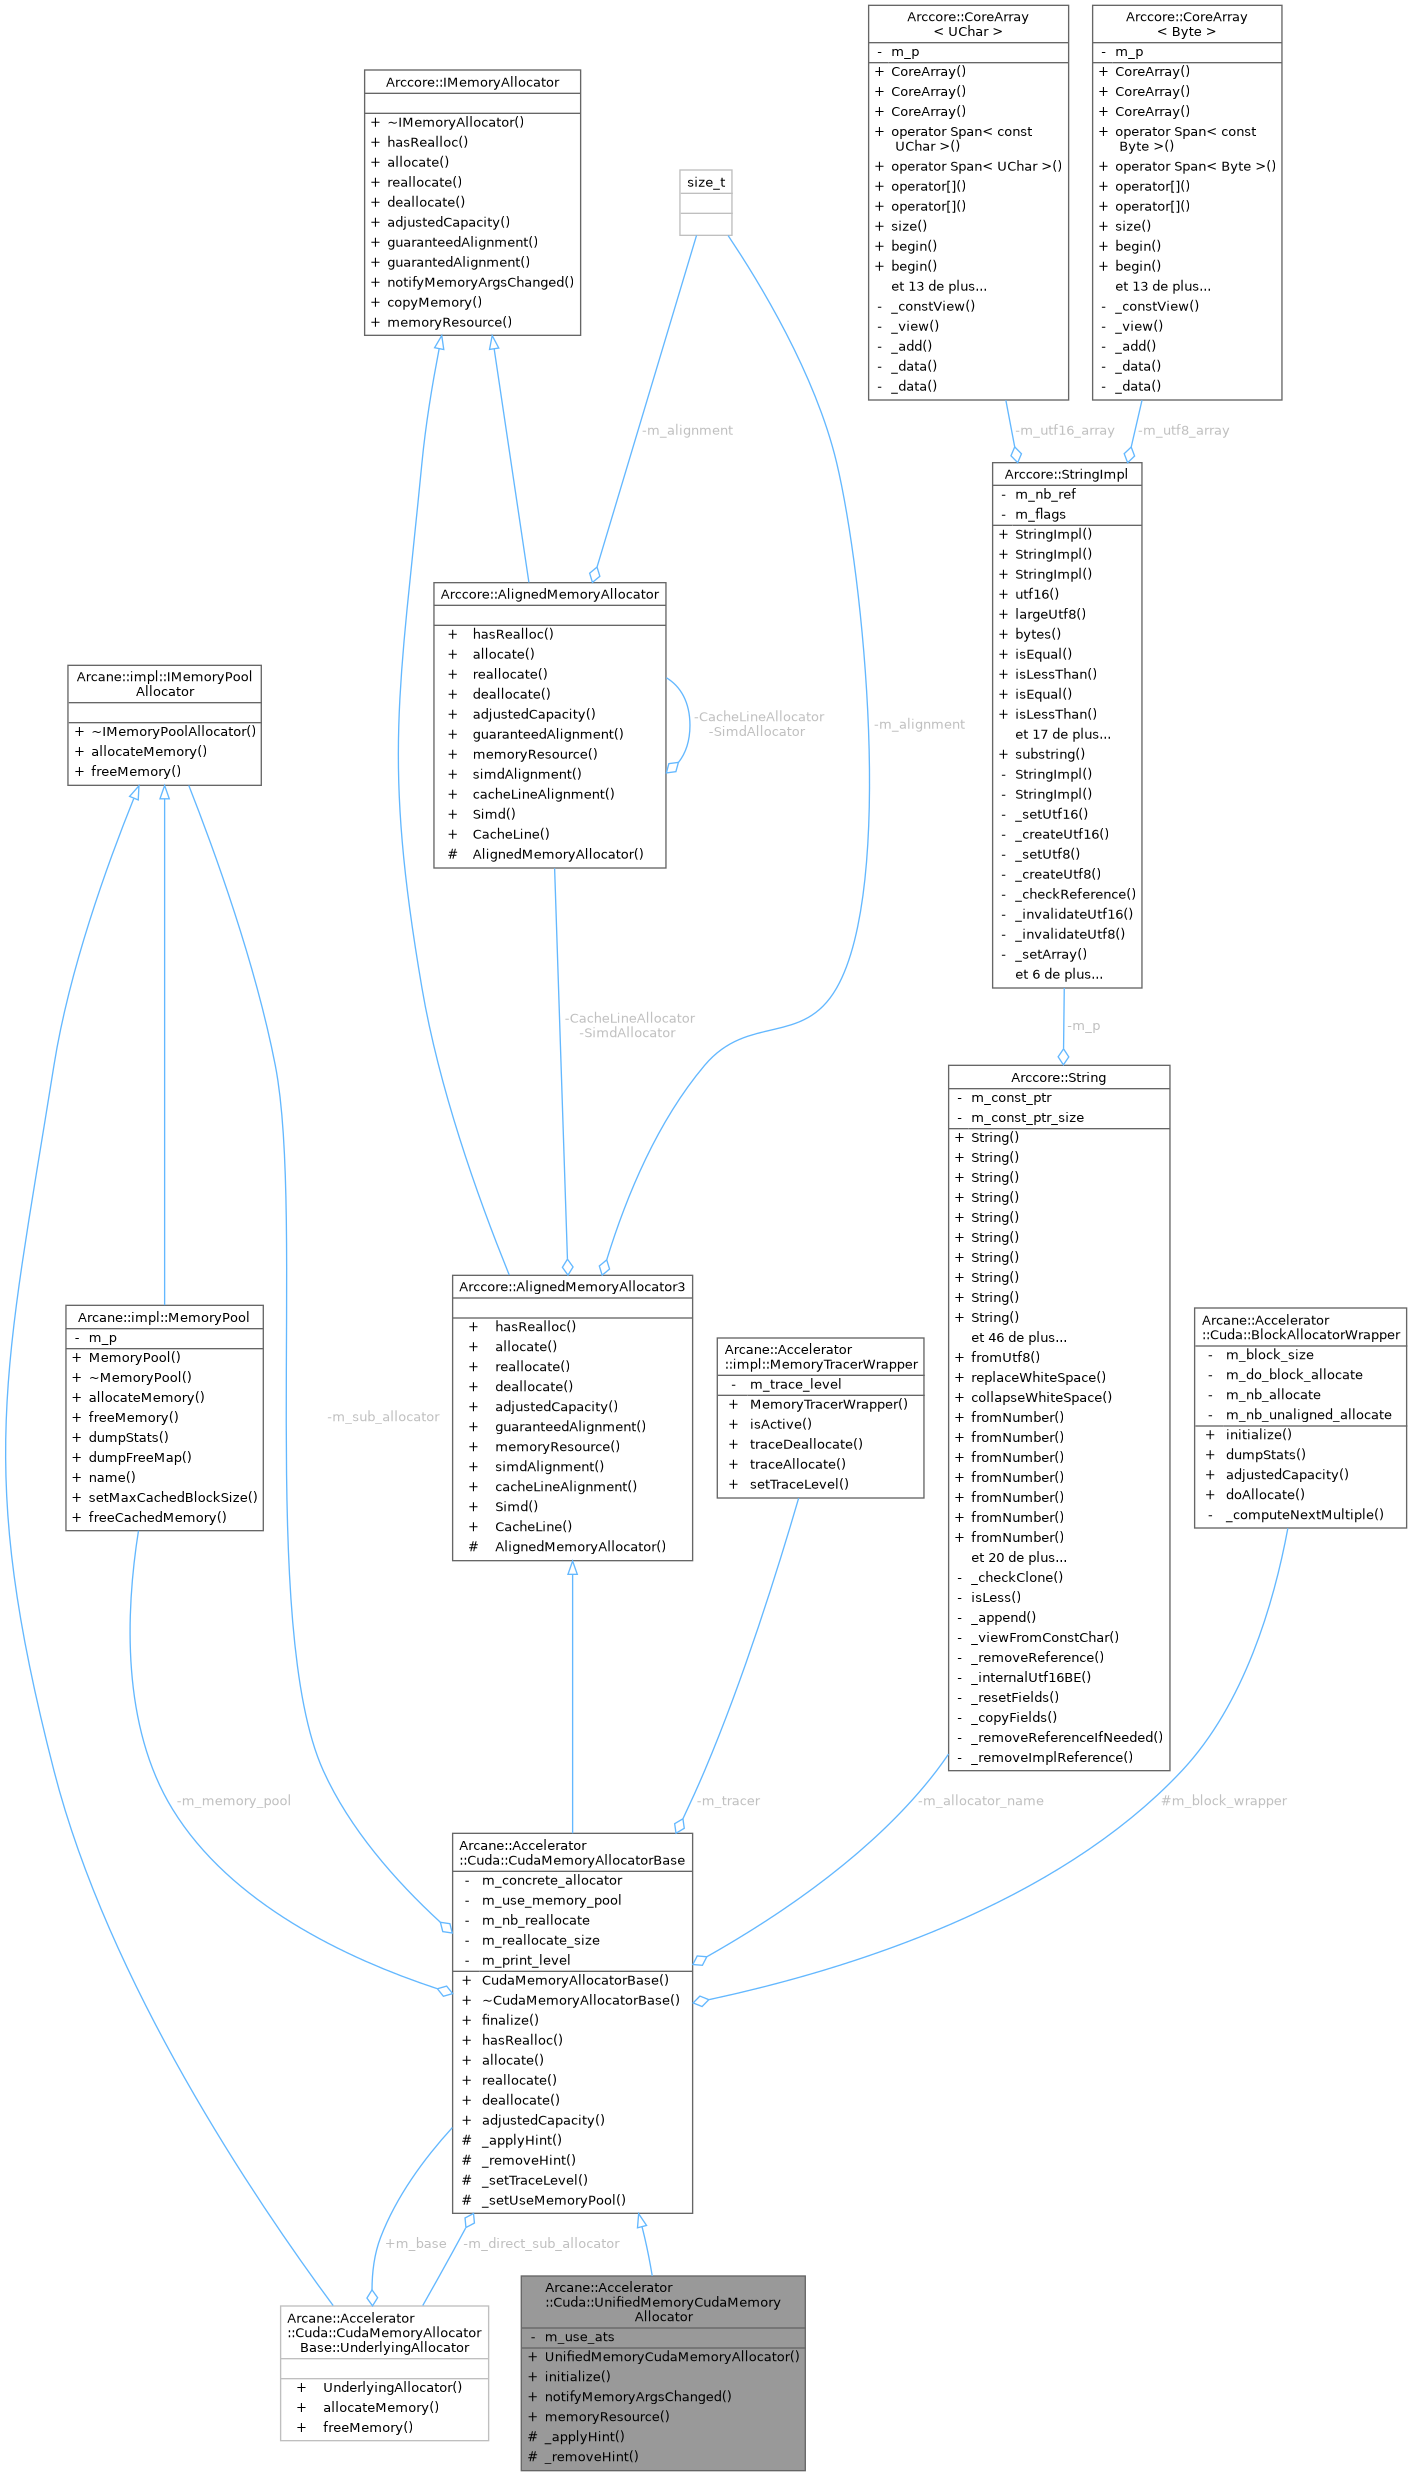 Arccore::CoreArray
< UChar >
- m_p
+ CoreArray()
+ CoreArray()
+ CoreArray()
+ operator Span< const
UChar >()
+ operator Span< UChar >()
+ operator[]()
+ operator[]()
+ size()
+ begin()
+ begin()
et 13 de plus...
- _constView()
- _view()
- _add()
- _data()
- _data()
Arccore::CoreArray
< Byte >
- m_p
+ CoreArray()
+ CoreArray()
+ CoreArray()
+ operator Span< const
Byte >()
+ operator Span< Byte >()
+ operator[]()
+ operator[]()
+ size()
+ begin()
+ begin()
et 13 de plus...
- _constView()
- _view()
- _add()
- _data()
- _data()
Arccore::IMemoryAllocator
+ ~IMemoryAllocator()
+ hasRealloc()
+ allocate()
+ reallocate()
+ deallocate()
+ adjustedCapacity()
+ guaranteedAlignment()
+ guarantedAlignment()
+ notifyMemoryArgsChanged()
+ copyMemory()
+ memoryResource()
size_t
-m_alignment
-m_utf16_array
-m_utf8_array
Arccore::StringImpl
- m_nb_ref
- m_flags
+ StringImpl()
+ StringImpl()
+ StringImpl()
+ utf16()
+ largeUtf8()
+ bytes()
+ isEqual()
+ isLessThan()
+ isEqual()
+ isLessThan()
et 17 de plus...
+ substring()
- StringImpl()
- StringImpl()
- _setUtf16()
- _createUtf16()
- _setUtf8()
- _createUtf8()
- _checkReference()
- _invalidateUtf16()
- _invalidateUtf8()
- _setArray()
et 6 de plus...
Arccore::AlignedMemoryAllocator
+ hasRealloc()
+ allocate()
+ reallocate()
+ deallocate()
+ adjustedCapacity()
+ guaranteedAlignment()
+ memoryResource()
+ simdAlignment()
+ cacheLineAlignment()
+ Simd()
+ CacheLine()
# AlignedMemoryAllocator()
-CacheLineAllocator
-SimdAllocator
-m_alignment
Arcane::impl::IMemoryPool
Allocator
+ ~IMemoryPoolAllocator()
+ allocateMemory()
+ freeMemory()
-CacheLineAllocator
-SimdAllocator
-m_p
Arccore::String
- m_const_ptr
- m_const_ptr_size
+ String()
+ String()
+ String()
+ String()
+ String()
+ String()
+ String()
+ String()
+ String()
+ String()
et 46 de plus...
+ fromUtf8()
+ replaceWhiteSpace()
+ collapseWhiteSpace()
+ fromNumber()
+ fromNumber()
+ fromNumber()
+ fromNumber()
+ fromNumber()
+ fromNumber()
+ fromNumber()
et 20 de plus...
- _checkClone()
- isLess()
- _append()
- _viewFromConstChar()
- _removeReference()
- _internalUtf16BE()
- _resetFields()
- _copyFields()
- _removeReferenceIfNeeded()
- _removeImplReference()
Arccore::AlignedMemoryAllocator3
+ hasRealloc()
+ allocate()
+ reallocate()
+ deallocate()
+ adjustedCapacity()
+ guaranteedAlignment()
+ memoryResource()
+ simdAlignment()
+ cacheLineAlignment()
+ Simd()
+ CacheLine()
# AlignedMemoryAllocator()
Arcane::impl::MemoryPool
- m_p
+ MemoryPool()
+ ~MemoryPool()
+ allocateMemory()
+ freeMemory()
+ dumpStats()
+ dumpFreeMap()
+ name()
+ setMaxCachedBlockSize()
+ freeCachedMemory()
-m_sub_allocator
Arcane::Accelerator
::impl::MemoryTracerWrapper
- m_trace_level
+ MemoryTracerWrapper()
+ isActive()
+ traceDeallocate()
+ traceAllocate()
+ setTraceLevel()
Arcane::Accelerator
::Cuda::BlockAllocatorWrapper
- m_block_size
- m_do_block_allocate
- m_nb_allocate
- m_nb_unaligned_allocate
+ initialize()
+ dumpStats()
+ adjustedCapacity()
+ doAllocate()
- _computeNextMultiple()
-m_memory_pool
-m_tracer
-m_allocator_name
#m_block_wrapper
Arcane::Accelerator
::Cuda::CudaMemoryAllocatorBase
- m_concrete_allocator
- m_use_memory_pool
- m_nb_reallocate
- m_reallocate_size
- m_print_level
+ CudaMemoryAllocatorBase()
+ ~CudaMemoryAllocatorBase()
+ finalize()
+ hasRealloc()
+ allocate()
+ reallocate()
+ deallocate()
+ adjustedCapacity()
# _applyHint()
# _removeHint()
# _setTraceLevel()
# _setUseMemoryPool()
+m_base
-m_direct_sub_allocator
Arcane::Accelerator
::Cuda::CudaMemoryAllocator
Base::UnderlyingAllocator
+ UnderlyingAllocator()
+ allocateMemory()
+ freeMemory()
Arcane::Accelerator
::Cuda::UnifiedMemoryCudaMemory
Allocator
- m_use_ats
+ UnifiedMemoryCudaMemoryAllocator()
+ initialize()
+ notifyMemoryArgsChanged()
+ memoryResource()
# _applyHint()
# _removeHint()